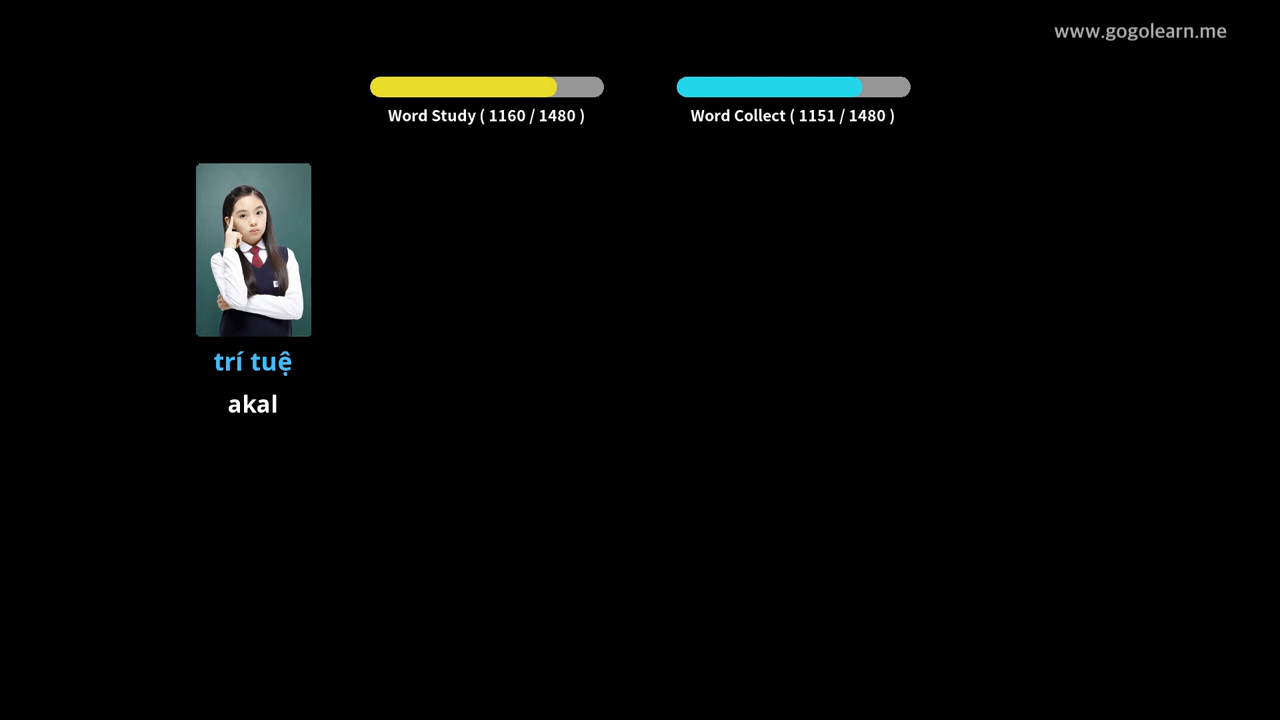 www.gogolearn.me
Word Study ( 1160 / 1480 )
Word Collect ( 1151 / 1480 )
trí tuệ
akal